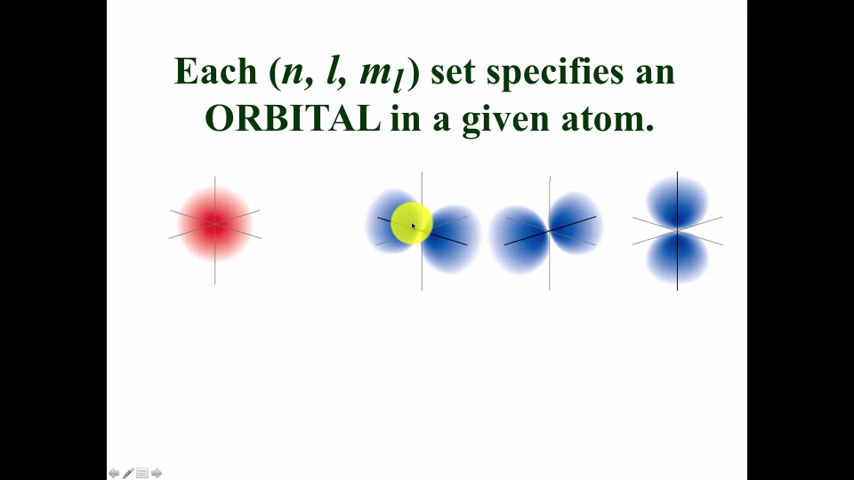 Each (n, l, ml) set specifies an
ORBITAL in a given atom.